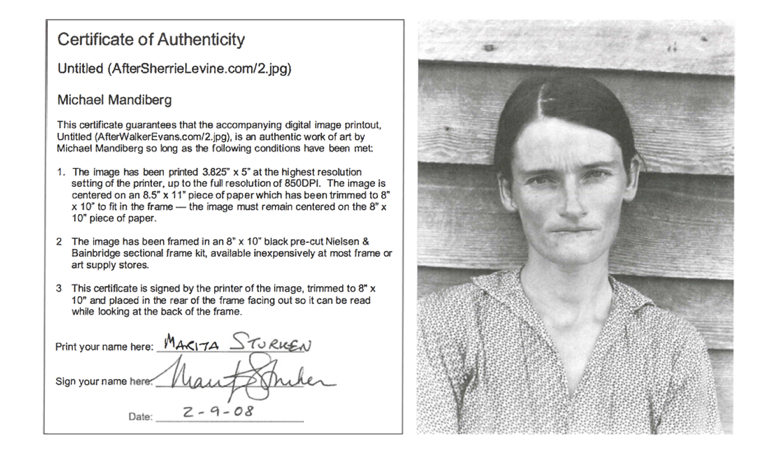 Certificate of Authenticity
Untitled (AfterSherrieLevine.com/2.jpg)
Michael Mandiberg
This certificate guarantees that the accompanying digital image printout,
Untitled (AfterWalkerEvans.com/2.jpg), is an authentic work of art by
Michael Mandiberg so long as the following conditions have been met:
1. The image has been printed 3.825" x 5" at the highest resolution
setting of the printer, up to the full resolution of 850DPI. The image is
centered on an 8.5" x 11" piece of paper which has been trimmed to 8"
x 10" to fit in the frame — the image must remain centered on the 8" x
10" piece of paper.
2 The image has been framed in an 8" x 10" black pre-cut Nielsen &
Bainbridge sectional frame kit, available inexpensively at most frame or
art supply stores.
3 This certificate is signed by the printer of the image, trimmed to 8" x
10" and placed in the rear of the frame facing out so it can be read
while looking at the back of the frame.
Print your name here: MARITA STURKEN
Sign your name here: Marita Sturken
Date: 2-9-08